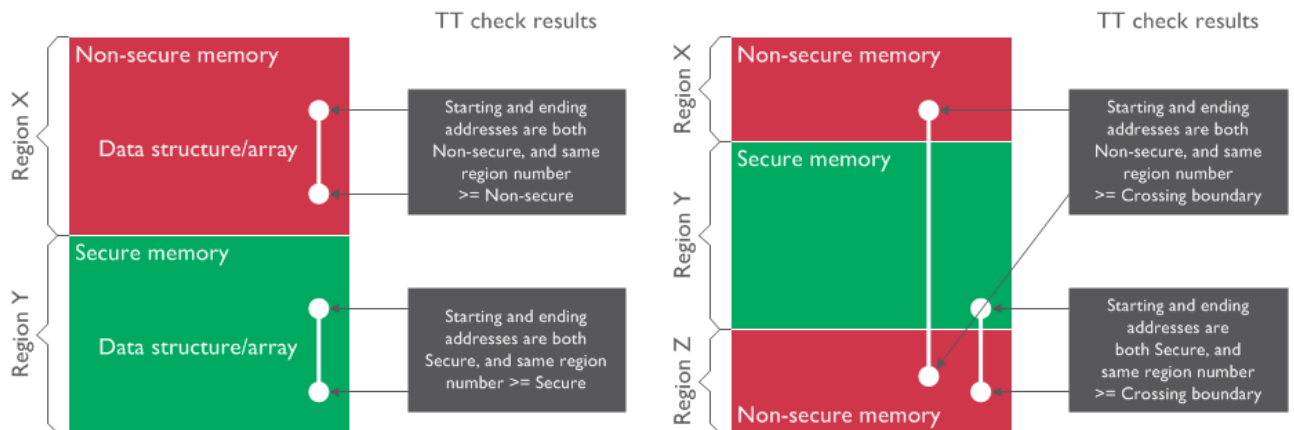 TT check results
Region X
Non-secure memory
Data structure/array
Starting and ending
addresses are both
Non-secure, and same
region number
>= Non-secure
Region Y
Secure memory
Data structure/array
Starting and ending
addresses are both
Secure, and same region
number >= Secure
TT check results
Region X
Non-secure memory
Starting and ending
addresses are both
Non-secure, and same
region number
>= Crossing boundary
Region Y
Secure memory
Region Z
Non-secure memory
Starting and ending
addresses are
both Secure, and
same region number
>= Crossing boundary